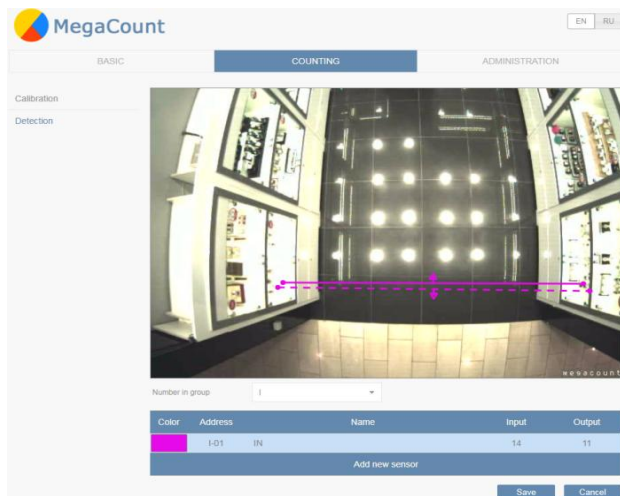 MegaCount
EN RU
BASIC COUNTING ADMINISTRATION
Calibration
Detection
megacount
Number in group I
Color Address Name Input Output
I-01 IN 14 11
Add new sensor
Save Cancel